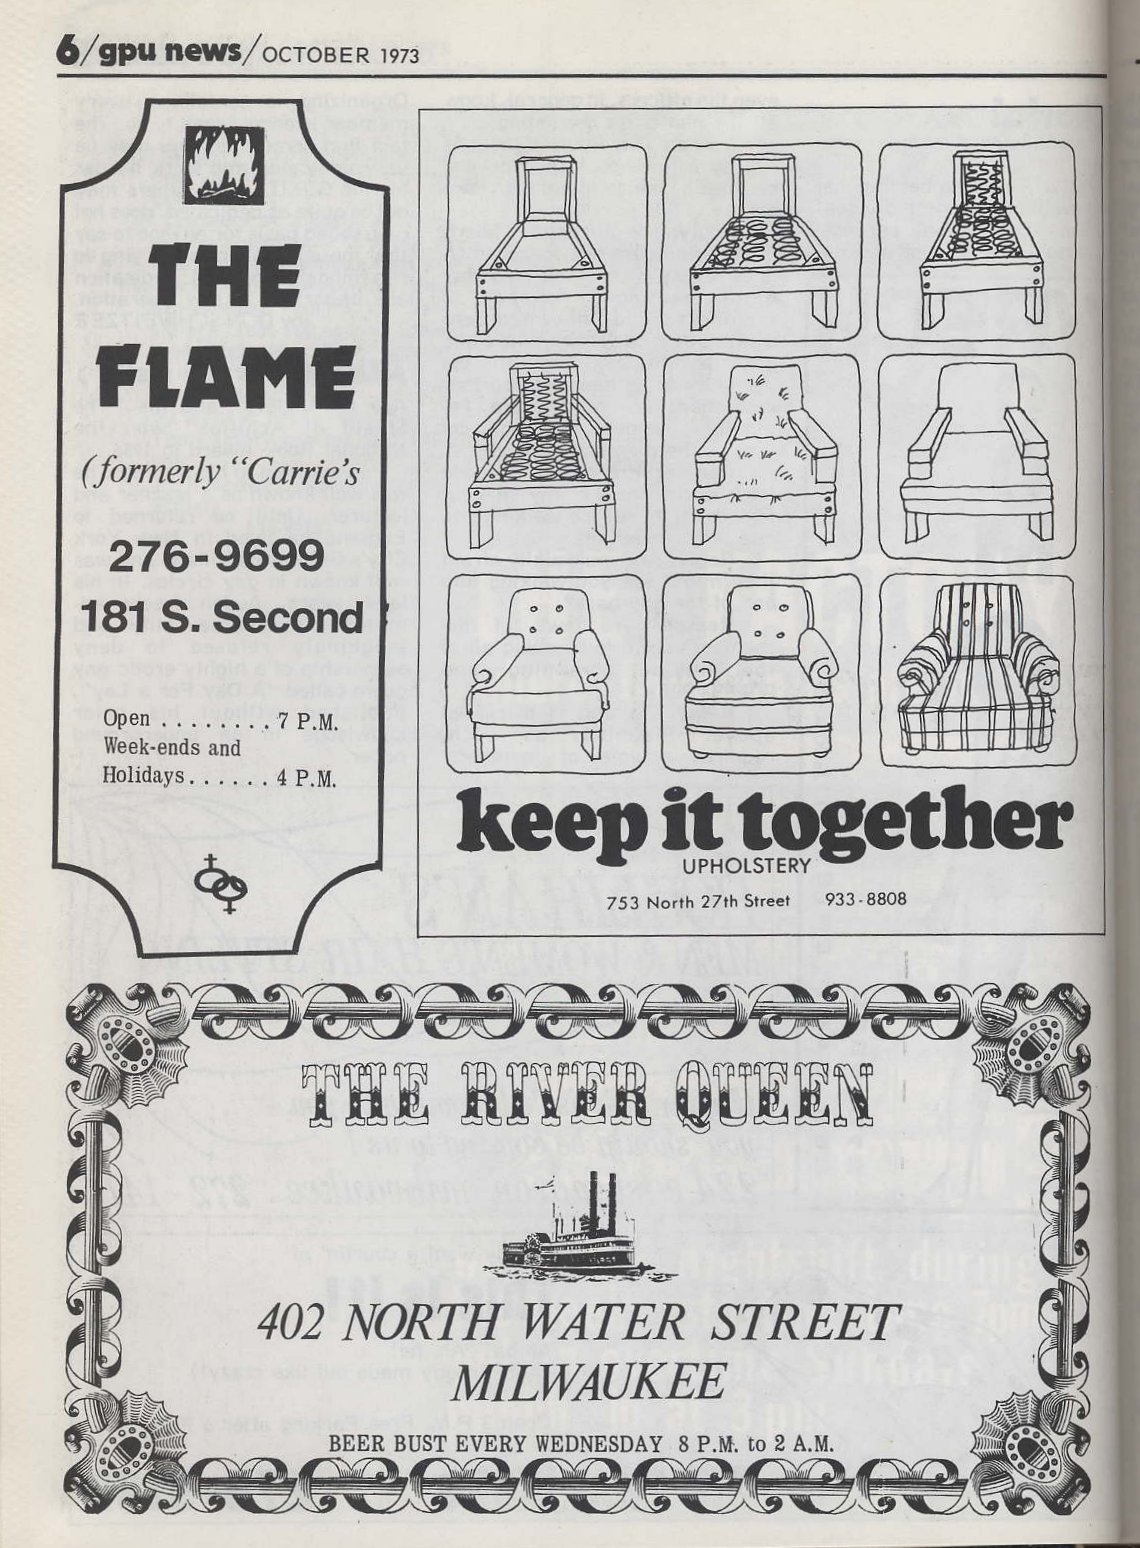 6/gpu news/OCTOBER 1973
THE
FLAME
(formerly "Carrie's
276-9699
181 S. Second
Open ......... 7 P.M.
Week-ends and
Holidays...... 4 P.M.
keep it together
UPHOLSTERY
753 North 27th Street 933-8808
THE RIVER QUEEN
402 NORTH WATER STREET
MILWAUKEE
BEER BUST EVERY WEDNESDAY 8 P.M. to 2 A.M.